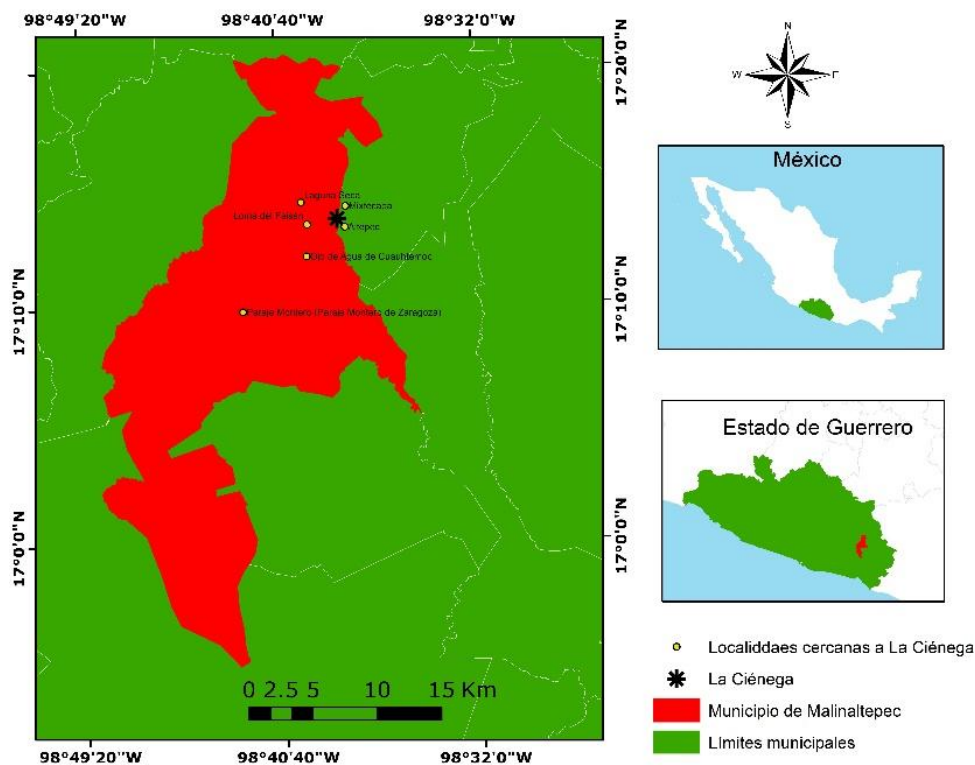 98°49'20"W 98°40'40"W 98°32'0"W
17°20'0"N
17°10'0"N
17°10'0"N
17°0'0"N
17°0'0"N
Laguna Seca
Mixtecapa
Loma del Faisán
Altepec
Ojo de Agua de Cuauhtémoc
Paraje Montero (Paraje Montero de Zaragoza)
0 2.5 5 10 15 Km
98°49'20"W 98°40'40"W 98°32'0"W
N
W E
S
México
Estado de Guerrero
Localiddaes cercanas a La Ciénega
La Ciénega
Municipio de Malinaltepec
LÍmites municipales